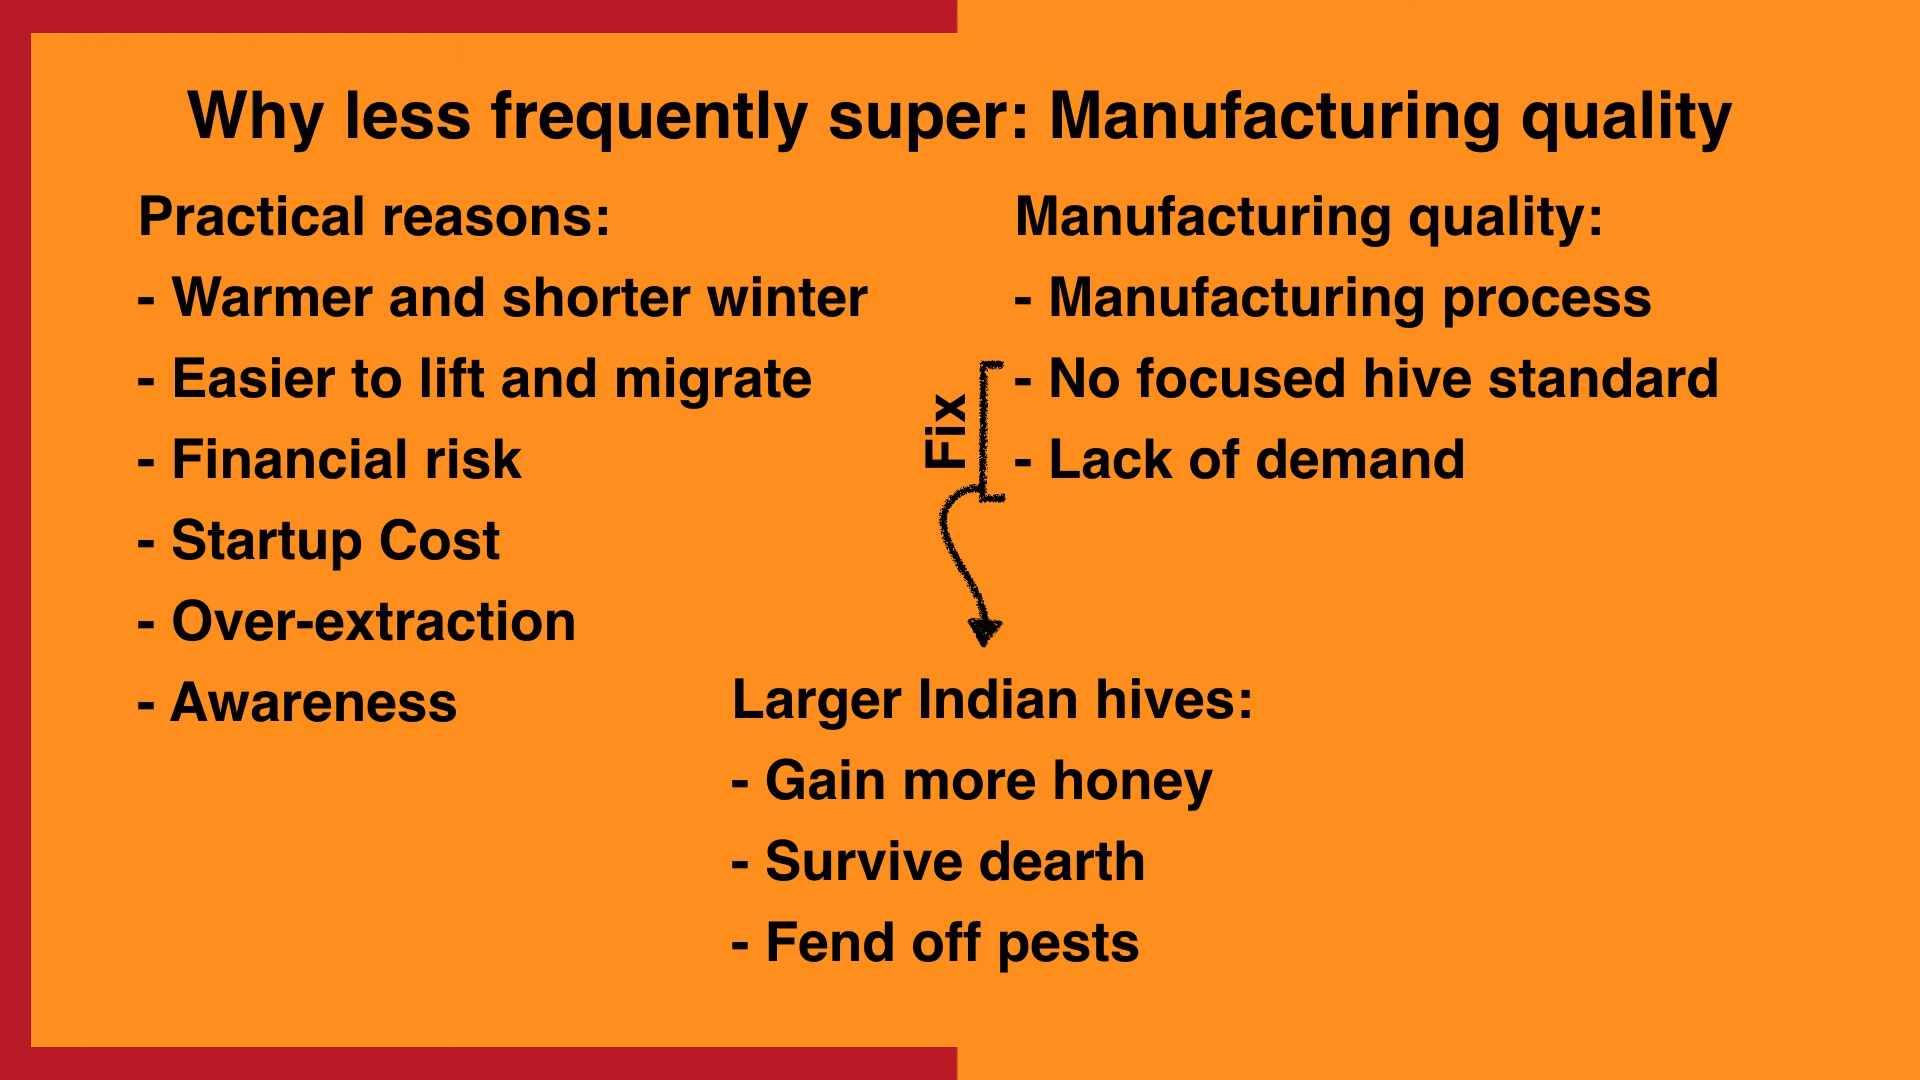 Why less frequently super: Manufacturing quality
Practical reasons:
- Warmer and shorter winter
- Easier to lift and migrate
- Financial risk
- Startup Cost
- Over-extraction
- Awareness
Manufacturing quality:
- Manufacturing process
- No focused hive standard
- Lack of demand
Fix
Larger Indian hives:
- Gain more honey
- Survive dearth
- Fend off pests